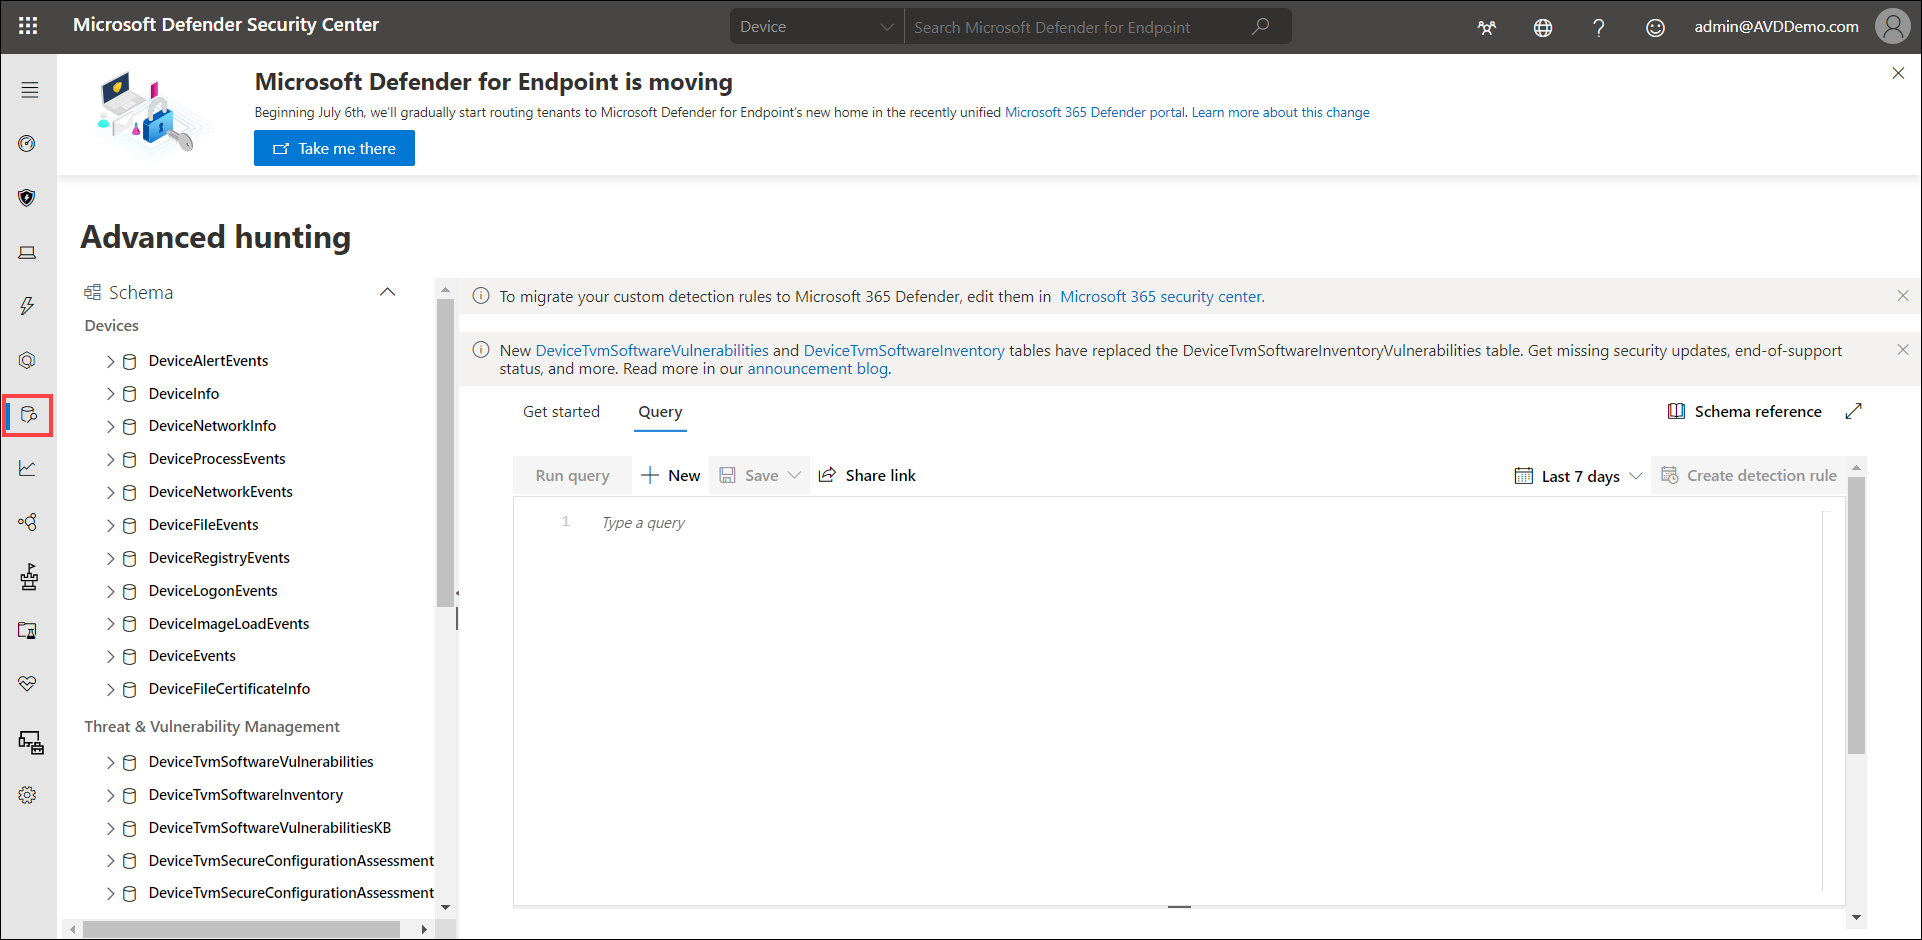 Microsoft Defender Security Center
Device
Search Microsoft Defender for Endpoint
admin@AVDDemo.com
Microsoft Defender for Endpoint is moving
Beginning July 6th, we'll gradually start routing tenants to Microsoft Defender for Endpoint's new home in the recently unified Microsoft 365 Defender portal. Learn more about this change
Take me there
Advanced hunting
Schema
Devices
DeviceAlertEvents
DeviceInfo
DeviceNetworkInfo
DeviceProcessEvents
DeviceNetworkEvents
DeviceFileEvents
DeviceRegistryEvents
DeviceLogonEvents
DeviceImageLoadEvents
DeviceEvents
DeviceFileCertificateInfo
Threat & Vulnerability Management
DeviceTvmSoftwareVulnerabilities
DeviceTvmSoftwareInventory
DeviceTvmSoftwareVulnerabilitiesKB
DeviceTvmSecureConfigurationAssessment
DeviceTvmSecureConfigurationAssessment
To migrate your custom detection rules to Microsoft 365 Defender, edit them in Microsoft 365 security center.
New DeviceTvmSoftwareVulnerabilities and DeviceTvmSoftwareInventory tables have replaced the DeviceTvmSoftwareInventoryVulnerabilities table. Get missing security updates, end-of-support
status, and more. Read more in our announcement blog.
Get started
Query
Schema reference
Run query
New
Save
Share link
Last 7 days
Create detection rule
1
Type a query